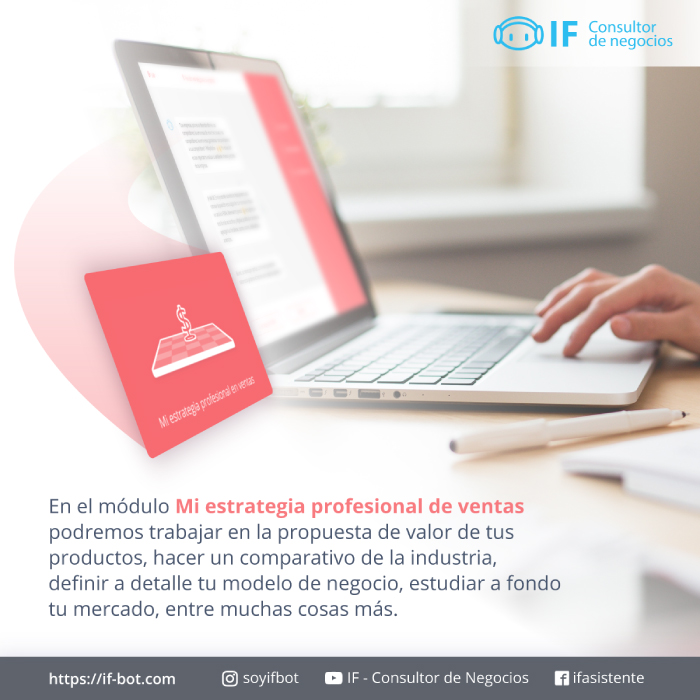 IF Consultor
de negocios
Mi estrategia profesional en ventas
En el módulo Mi estrategia profesional de ventas
podremos trabajar en la propuesta de valor de tus
productos, hacer un comparativo de la industria,
definir a detalle tu modelo de negocio, estudiar a fondo
tu mercado, entre muchas cosas más.
https://if-bot.com soyifbot IF - Consultor de Negocios ifasistente